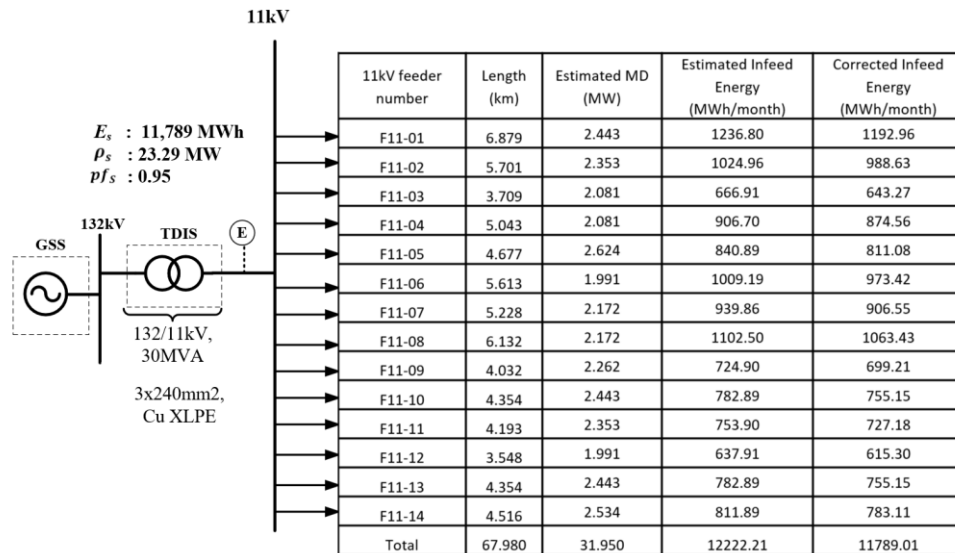 11kV
E_s : 11,789 MWh
ρ_s : 23.29 MW
pf_S : 0.95
132kV
GSS
TDIS
E
132/11kV,
30MVA
3x240mm2,
Cu XLPE
11kV feeder number Length (km) Estimated MD (MW) Estimated Infeed Energy (MWh/month) Corrected Infeed Energy (MWh/month)
F11-01 6.879 2.443 1236.80 1192.96
F11-02 5.701 2.353 1024.96 988.63
F11-03 3.709 2.081 666.91 643.27
F11-04 5.043 2.081 906.70 874.56
F11-05 4.677 2.624 840.89 811.08
F11-06 5.613 1.991 1009.19 973.42
F11-07 5.228 2.172 939.86 906.55
F11-08 6.132 2.172 1102.50 1063.43
F11-09 4.032 2.262 724.90 699.21
F11-10 4.354 2.443 782.89 755.15
F11-11 4.193 2.353 753.90 727.18
F11-12 3.548 1.991 637.91 615.30
F11-13 4.354 2.443 782.89 755.15
F11-14 4.516 2.534 811.89 783.11
Total 67.980 31.950 12222.21 11789.01